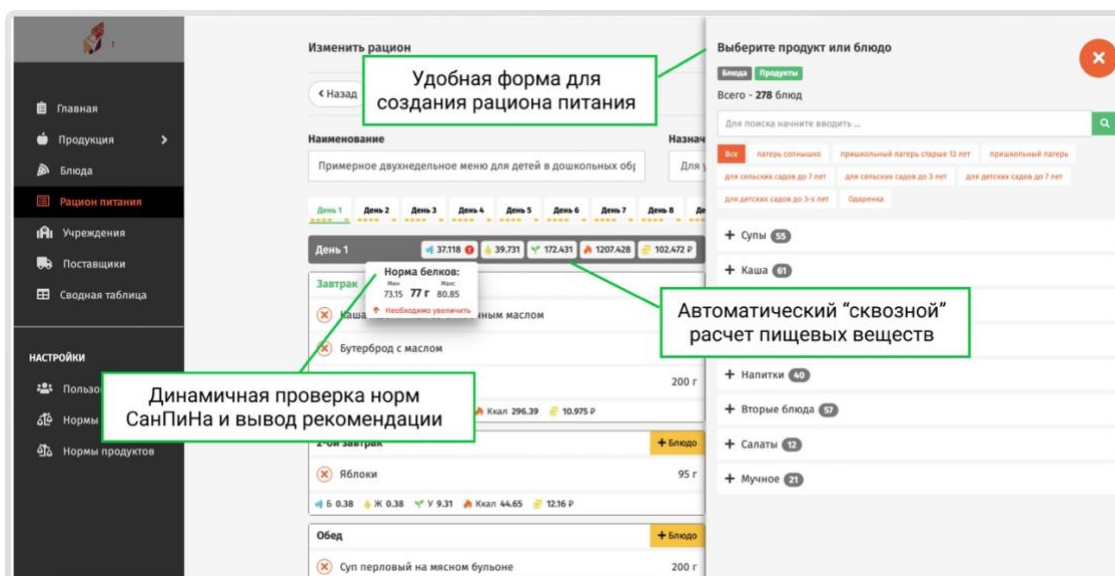 Главная
Продукция
Блюда
Рацион питания
Учреждения
Поставщики
Сводная таблица
НАСТРОЙКИ
Нормы
Нормы продуктов
Изменить рацион
Назад
Удобная форма для
создания рациона питания
Наименование
Примерное двухнедельное меню для детей в дошкольных
Для
День 1 День 2 День 3 День 4 День 5 День 6 День 7 День 8
День 1 37.118 39.731 172.431 1207.428 102.472 ₽
Норма белков:
Мин Макс
73.15 77 г 80.85
Необходимо увеличить
Завтрак
Каша
маслом
Бутерброд с маслом
200 г
Ккал 296.39 10.975 ₽
Автоматический “сквозной”
расчет пищевых веществ
Динамичная проверка норм
СанПиНа и вывод рекомендации
+ Блюдо
Яблоки 95 г
Б 0.38 Ж 0.38 У 9.31 Ккал 44.65 12.16 ₽
Обед + Блюдо
Суп перловый на мясном бульоне 200 г
Выберите продукт или блюдо
Блюда Продукты
Всего - 278 блюд
Для поиска начните вводить ...
Все лагерь солнышко пришкольный лагерь старше 12 лет пришкольный лагерь
для сельских садов до 7 лет для сельских садов до 3 лет для детских садов до 7 лет
для детских садов до 3-х лет Одаренка
+ Супы 55
+ Каша 61
+ Напитки 40
+ Вторые блюда 57
+ Салаты 12
+ Мучное 21